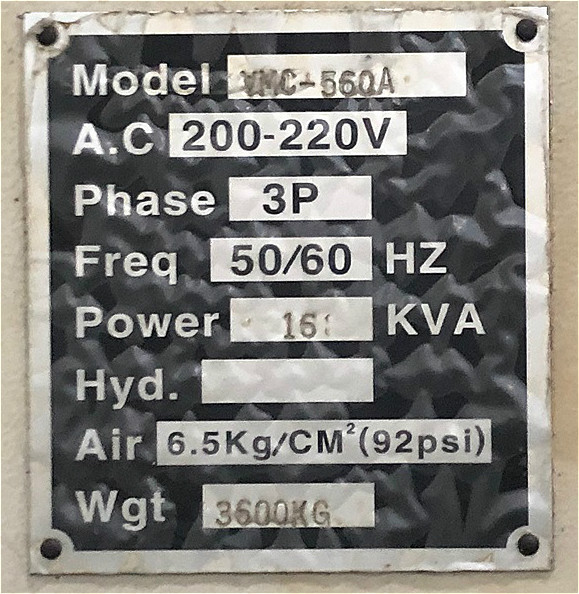 Model VMC-560A
A.C 200-220V
Phase 3P
Freq 50/60 HZ
Power 16 KVA
Hyd.
Air 6.5Kg/CM²(92psi)
Wgt 3600KG